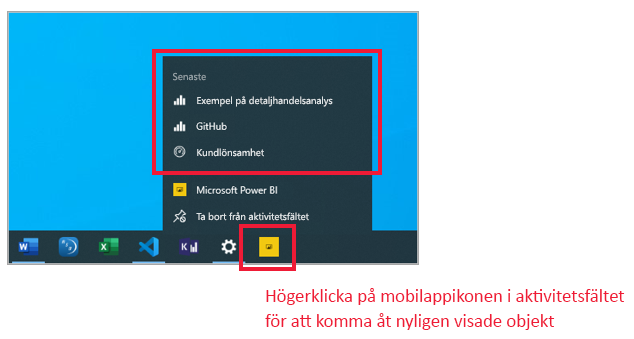 Senaste
Exempel på detaljhandelsanalys
GitHub
Kundlönsamhet
Microsoft Power BI
Ta bort från aktivitetsfältet
W
X
K
Högerklicka på mobilappikonen i aktivitetsfältet
för att komma åt nyligen visade objekt